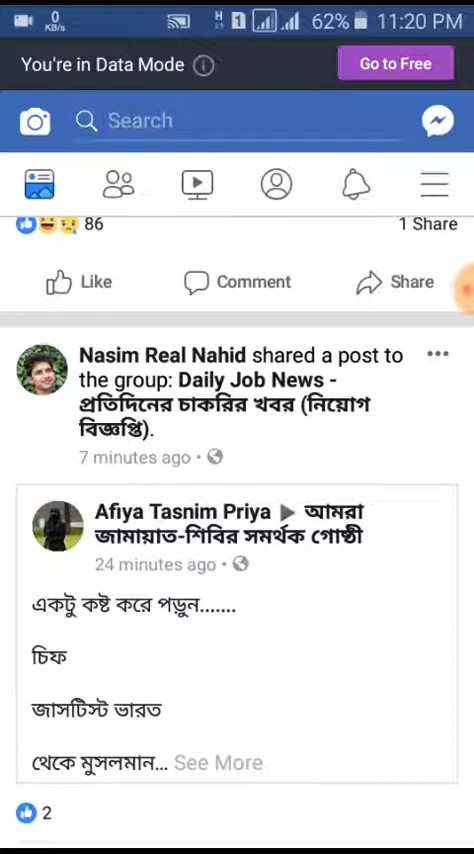 0 KB/s H 1 62% 11:20 PM
You're in Data Mode Go to Free
Search
86 1 Share
Like Comment Share
Nasim Real Nahid shared a post to
the group: Daily Job News -
প্রতিদিনের চাকরির খবর (নিয়োগ
বিজ্ঞপ্তি).
7 minutes ago
Afiya Tasnim Priya ▶ আমরা
জামায়াত-শিবির সমর্থক গোষ্ঠী
24 minutes ago
একটু কষ্ট করে পড়ুন.......
চিফ
জাসটিস্ট ভারত
থেকে মুসলমান... See More
2